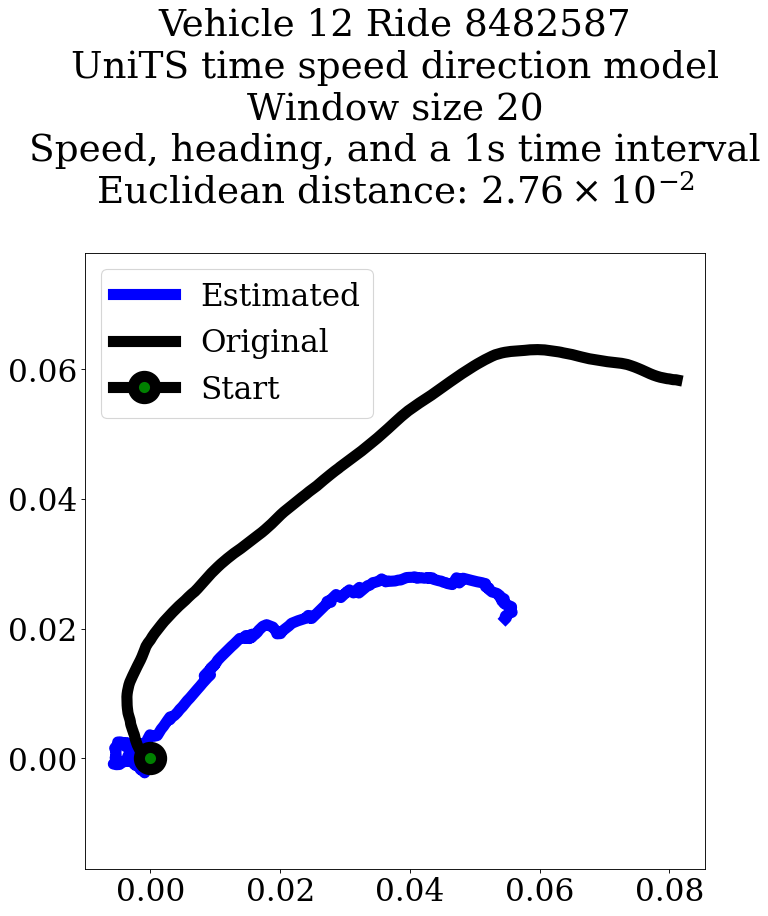 Vehicle 12 Ride 8482587
UniTS time speed direction model
Window size 20
Speed, heading, and a 1s time interval
Euclidean distance: 2.76 × 10⁻²
Estimated
Original
Start
0.06
0.04
0.02
0.00
0.00 0.02 0.04 0.06 0.08